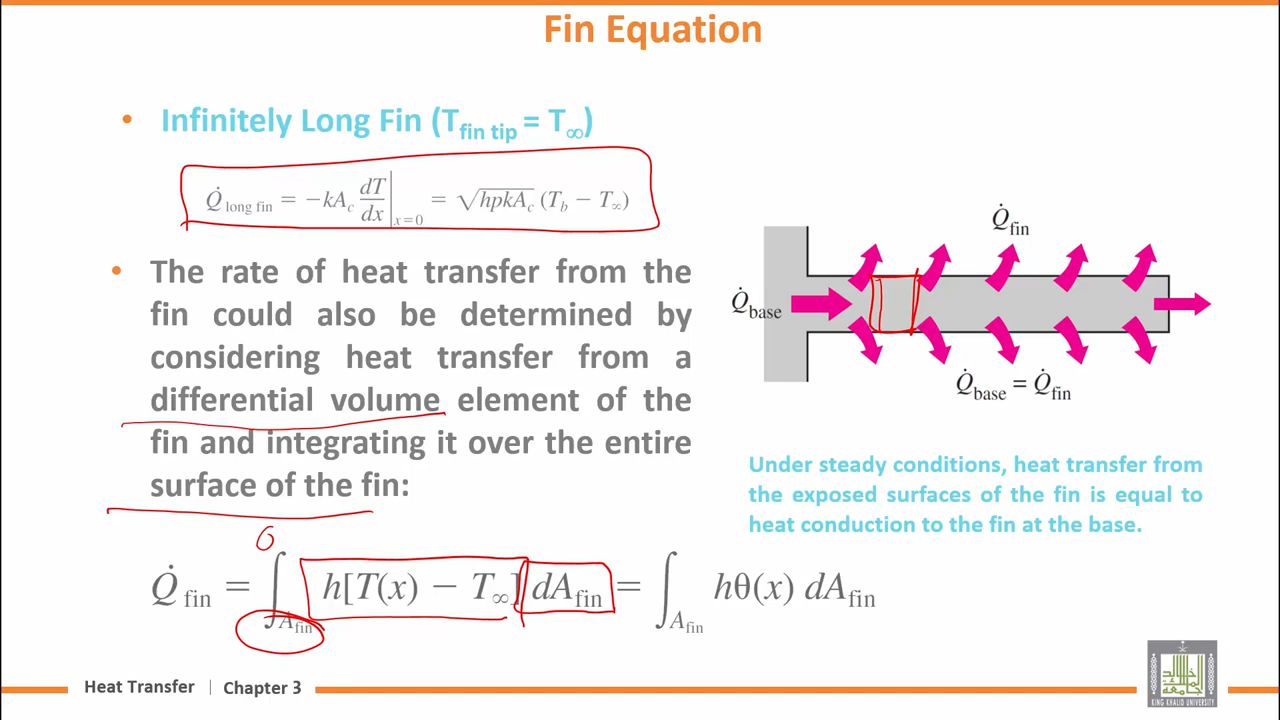 Fin Equation
• Infinitely Long Fin (T_fin tip = T_∞)
Q̇_long fin = −kA_c dT/dx |_x=0 = √hpkA_c (T_b − T_∞)
• The rate of heat transfer from the
fin could also be determined by
considering heat transfer from a
differential volume element of the
fin and integrating it over the entire
surface of the fin:
Q̇_fin
Q̇_base
Q̇_base = Q̇_fin
Under steady conditions, heat transfer from
the exposed surfaces of the fin is equal to
heat conduction to the fin at the base.
Q̇_fin = ∫_A_fin h[T(x) − T_∞] dA_fin = ∫_A_fin hθ(x) dA_fin
Heat Transfer | Chapter 3
KING KHALID UNIVERSITY